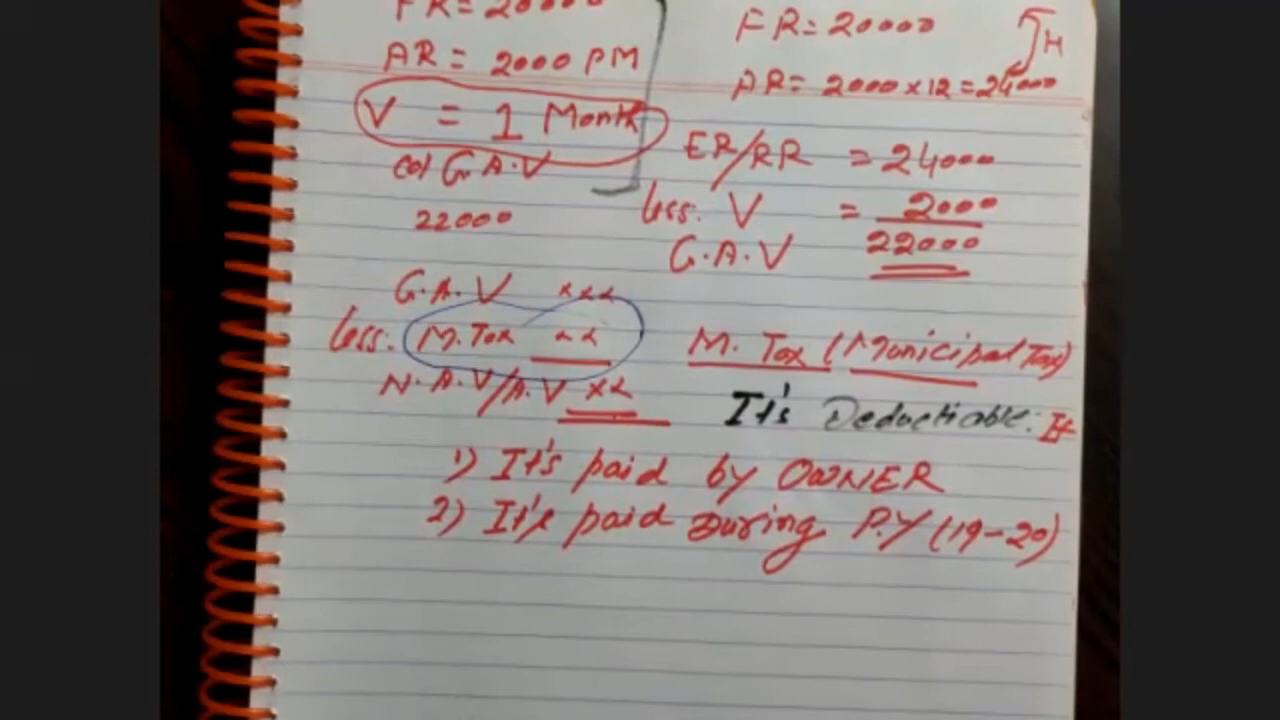 FR = 20000
AR = 2000 PM
V = 1 Month
cal G.A.V
22000
FR = 20000
AR = 2000 x 12 = 24000
H
ER/RR = 24000
less. V = 2000
G.A.V 22000
G.A.V xxx
less. M.Tax xx
N.A.V/A.V xx
M. Tax (Municipal Tax)
It's Deductiable: If
1) It's paid by OWNER
2) It's paid During P.Y (19-20)